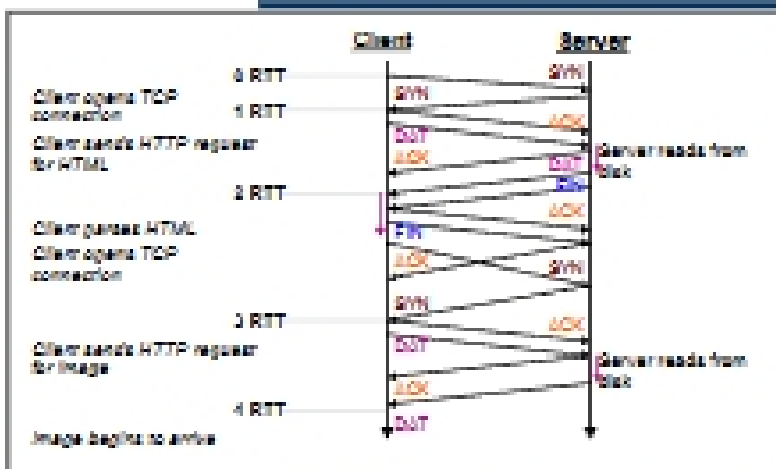 Client Server
0 RTT
SYN
Client opens TCP
connection
SYN
1 RTT
ACK
DAT
Client sends HTTP request
for HTML
ACK
Server reads from
disk
DAT
FIN
2 RTT
ACK
Client parses HTML
FIN
Client opens TCP
connection
ACK
SYN
SYN
3 RTT
ACK
DAT
Client sends HTTP request
for image
Server reads from
disk
ACK
4 RTT
DAT
Image begins to arrive